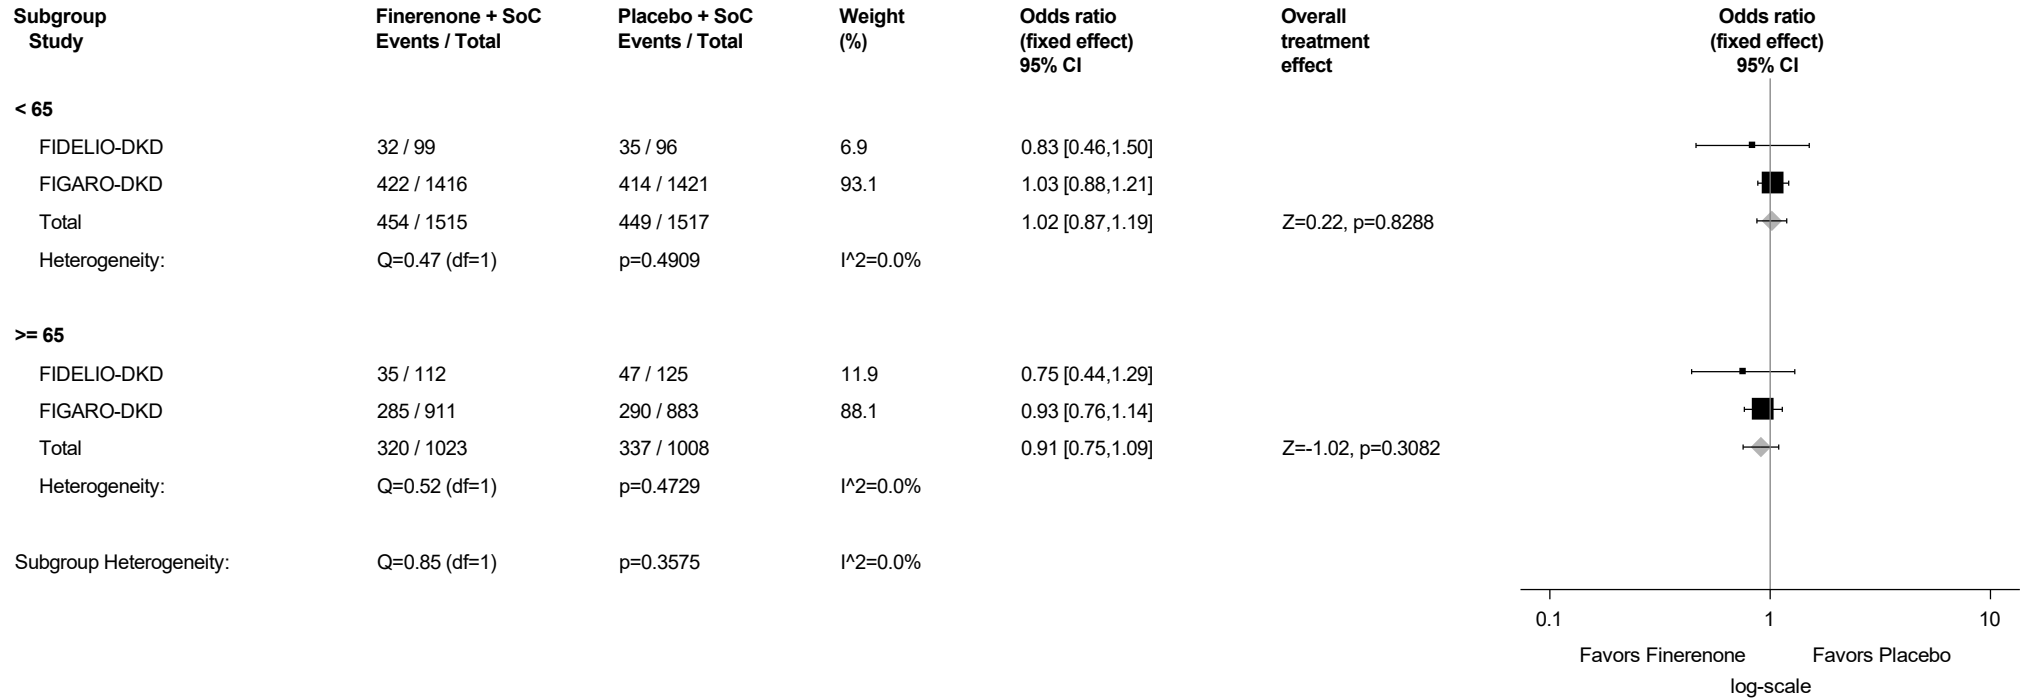 Subgroup Finerenone + SoC Placebo + SoC Weight Odds ratio Overall Odds ratio
Study Events / Total Events / Total (%) (fixed effect) treatment (fixed effect)
95% CI effect 95% CI
< 65
FIDELIO-DKD 32 / 99 35 / 96 6.9 0.83 [0.46,1.50]
FIGARO-DKD 422 / 1416 414 / 1421 93.1 1.03 [0.88,1.21]
Total 454 / 1515 449 / 1517 1.02 [0.87,1.19] Z=0.22, p=0.8288
Heterogeneity: Q=0.47 (df=1) p=0.4909 I^2=0.0%
>= 65
FIDELIO-DKD 35 / 112 47 / 125 11.9 0.75 [0.44,1.29]
FIGARO-DKD 285 / 911 290 / 883 88.1 0.93 [0.76,1.14]
Total 320 / 1023 337 / 1008 0.91 [0.75,1.09] Z=-1.02, p=0.3082
Heterogeneity: Q=0.52 (df=1) p=0.4729 I^2=0.0%
Subgroup Heterogeneity: Q=0.85 (df=1) p=0.3575 I^2=0.0%
0.1 1 10
Favors Finerenone Favors Placebo
log-scale